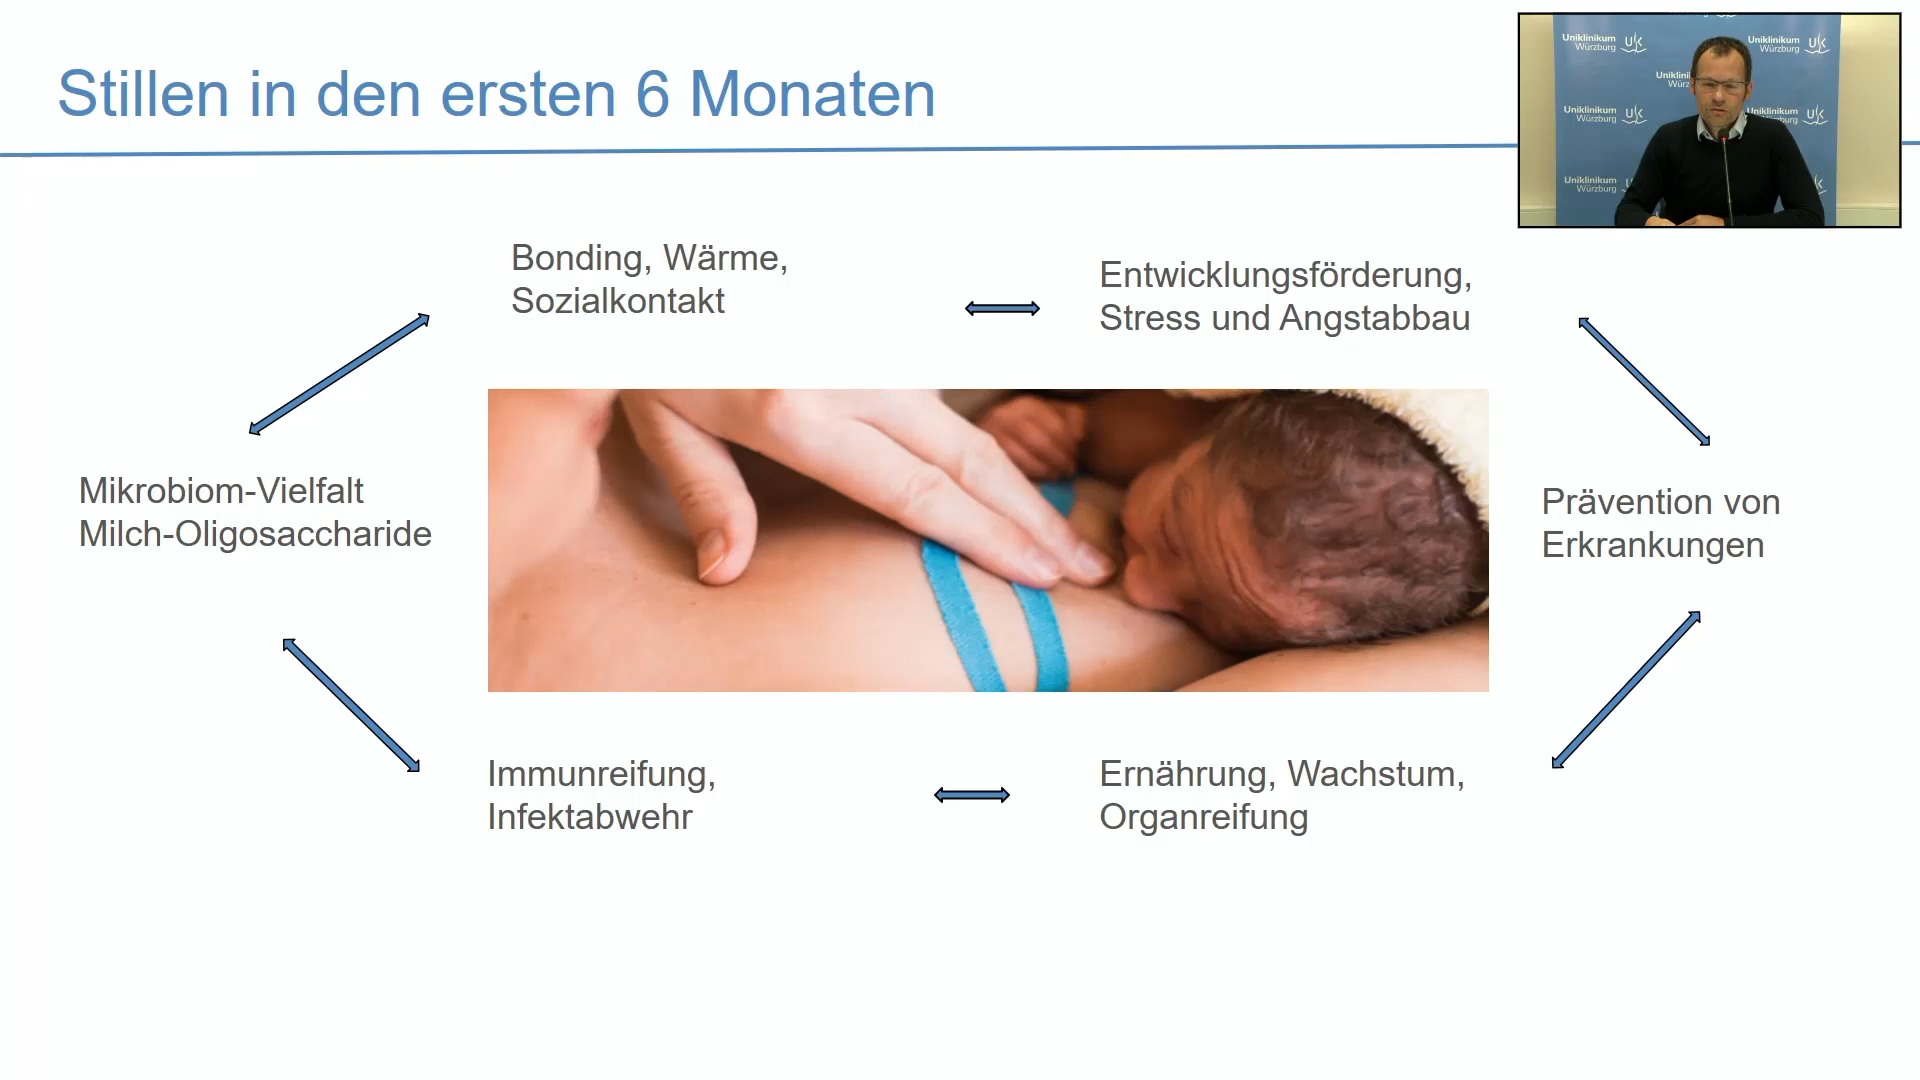 Stillen in den ersten 6 Monaten
Uniklinikum
Würzburg
Uniklinikum
Würzburg
Uniklinikum
Würzburg
Uniklinikum
Würzburg
Bonding, Wärme,
Sozialkontakt
Entwicklungsförderung,
Stress und Angstabbau
Mikrobiom-Vielfalt
Milch-Oligosaccharide
Prävention von
Erkrankungen
Immunreifung,
Infektabwehr
Ernährung, Wachstum,
Organreifung